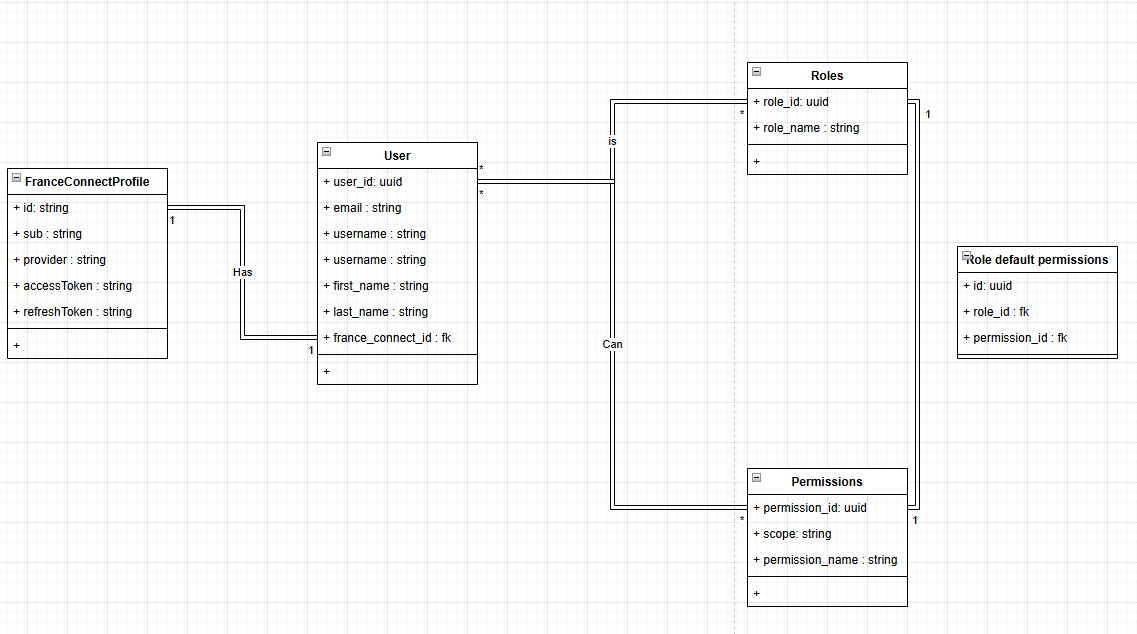 FranceConnectProfile
+ id: string
+ sub : string
+ provider : string
+ accessToken : string
+ refreshToken : string
+
1
Has
1
User
+ user_id: uuid
+ email : string
+ username : string
+ username : string
+ first_name : string
+ last_name : string
+ france_connect_id : fk
+
*
*
is
Can
*
*
Roles
+ role_id: uuid
+ role_name : string
+
1
Permissions
+ permission_id: uuid
+ scope: string
+ permission_name : string
+
1
Role default permissions
+ id: uuid
+ role_id : fk
+ permission_id : fk